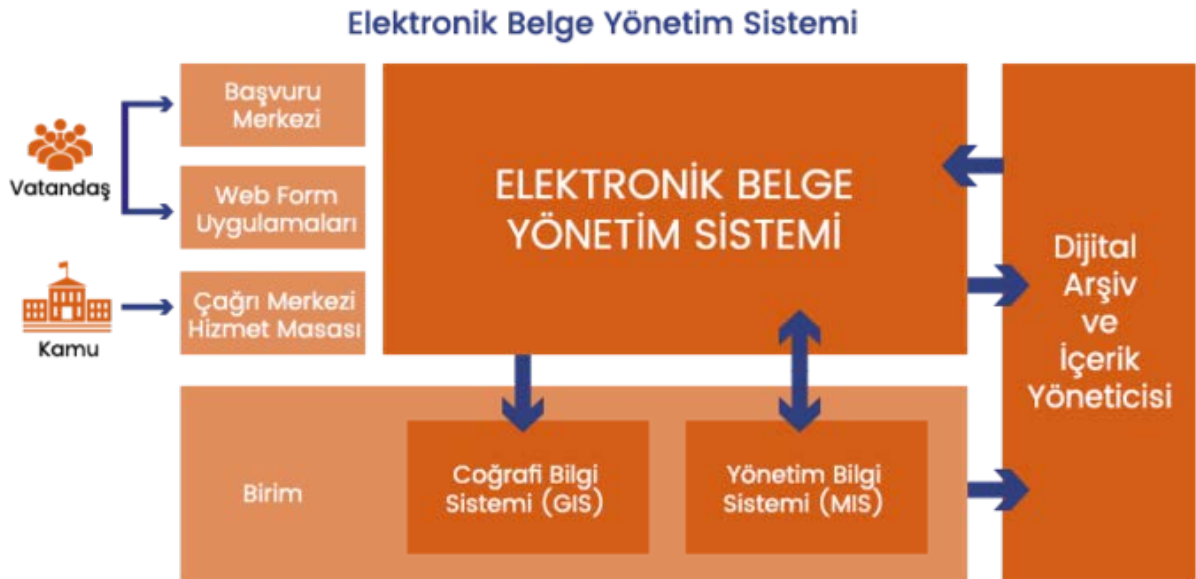 Elektronik Belge Yönetim Sistemi
Vatandaş
Kamu
Başvuru
Merkezi
Web Form
Uygulamaları
Çağrı Merkezi
Hizmet Masası
ELEKTRONİK BELGE
YÖNETİM SİSTEMİ
Dijital
Arşiv
ve
İçerik
Yöneticisi
Birim
Coğrafi Bilgi
Sistemi (GIS)
Yönetim Bilgi
Sistemi (MIS)